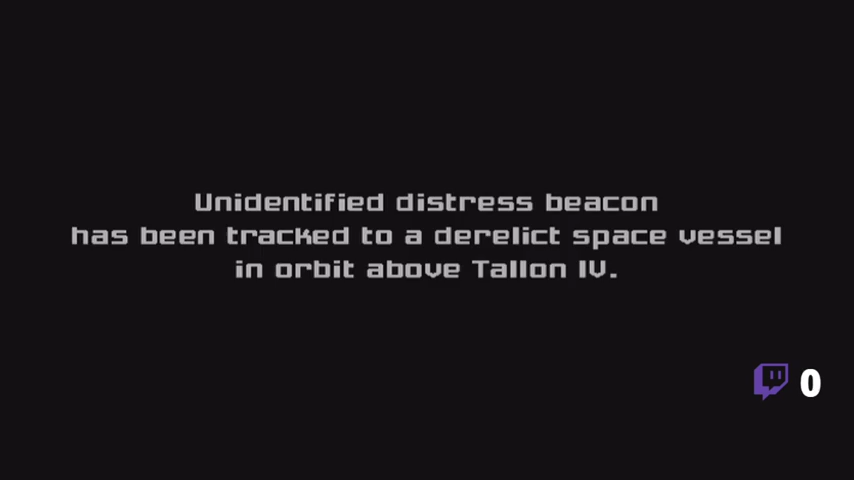 Unidentified distress beacon
has been tracked to a derelict space vessel
in orbit above Tallon IV.
0